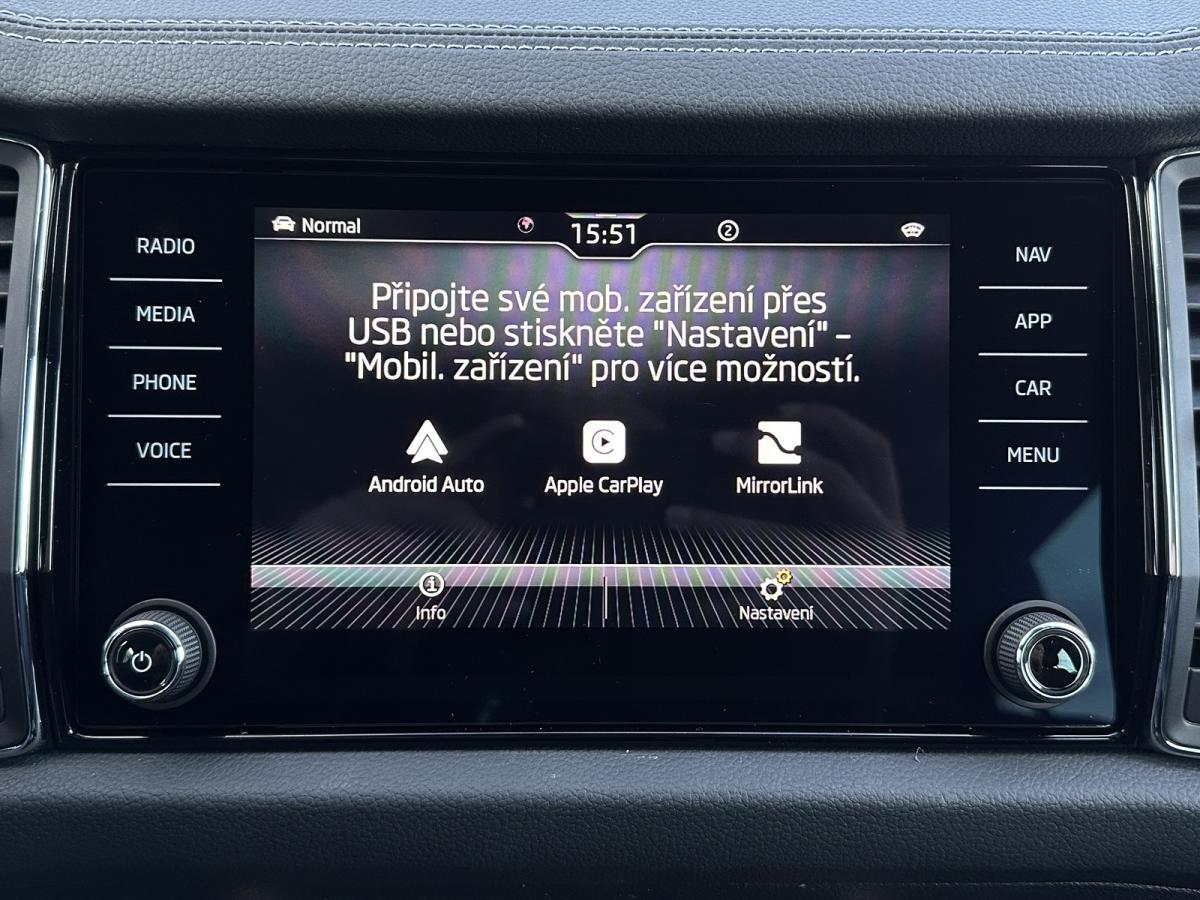 RADIO
MEDIA
PHONE
VOICE
Normal
15:51
2
Připojte své mob. zařízení přes
USB nebo stiskněte "Nastavení" –
"Mobil. zařízení" pro více možností.
Android Auto
Apple CarPlay
MirrorLink
Info
Nastavení
NAV
APP
CAR
MENU